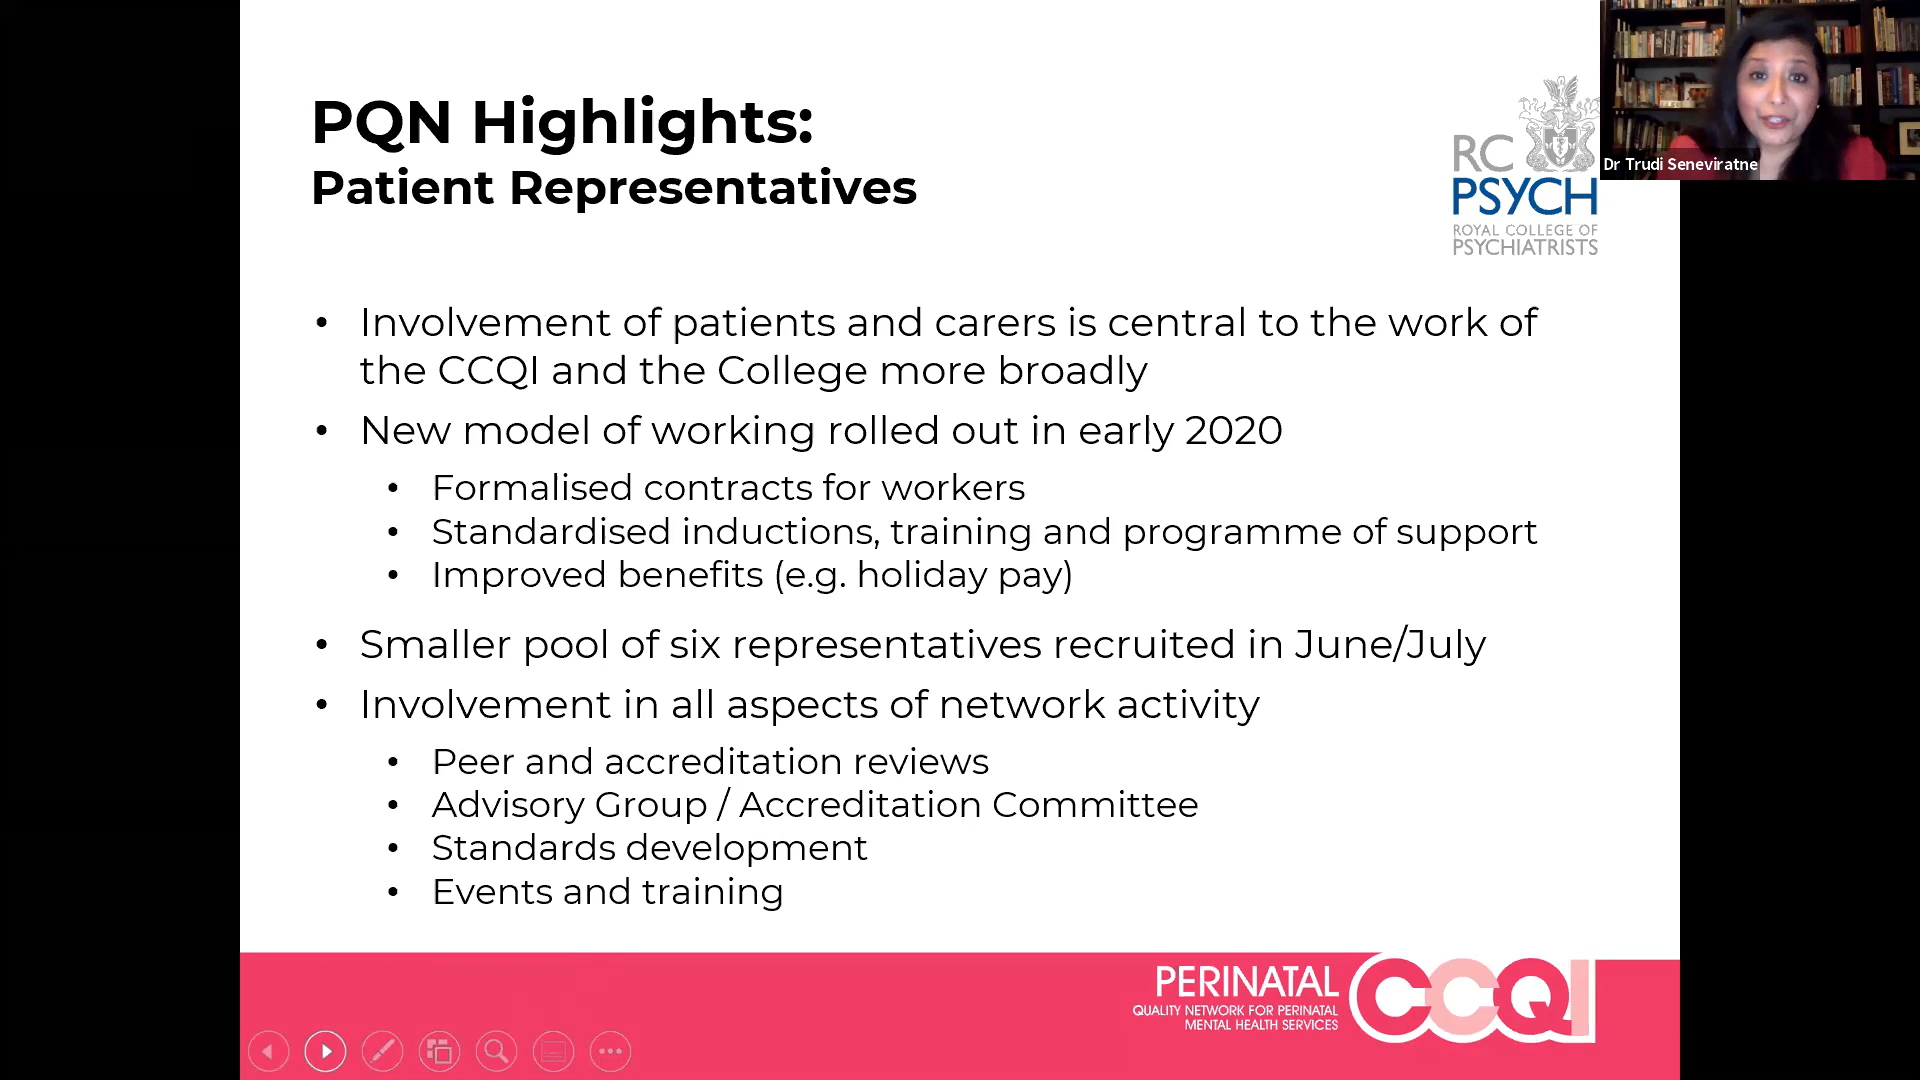 PQN Highlights:
Patient Representatives
RC
PSYCH
ROYAL COLLEGE OF
PSYCHIATRISTS
Dr Trudi Seneviratne
• Involvement of patients and carers is central to the work of
the CCQI and the College more broadly
• New model of working rolled out in early 2020
• Formalised contracts for workers
• Standardised inductions, training and programme of support
• Improved benefits (e.g. holiday pay)
• Smaller pool of six representatives recruited in June/July
• Involvement in all aspects of network activity
• Peer and accreditation reviews
• Advisory Group / Accreditation Committee
• Standards development
• Events and training
PERINATAL
QUALITY NETWORK FOR PERINATAL
MENTAL HEALTH SERVICES
CCQI